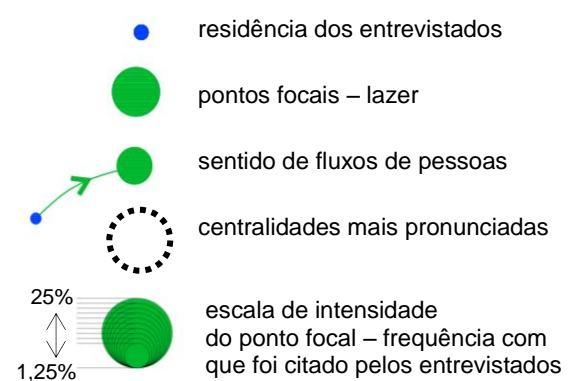 residência dos entrevistados
pontos focais – lazer
sentido de fluxos de pessoas
centralidades mais pronunciadas
25%
1,25%
escala de intensidade
do ponto focal – frequência com
que foi citado pelos entrevistados